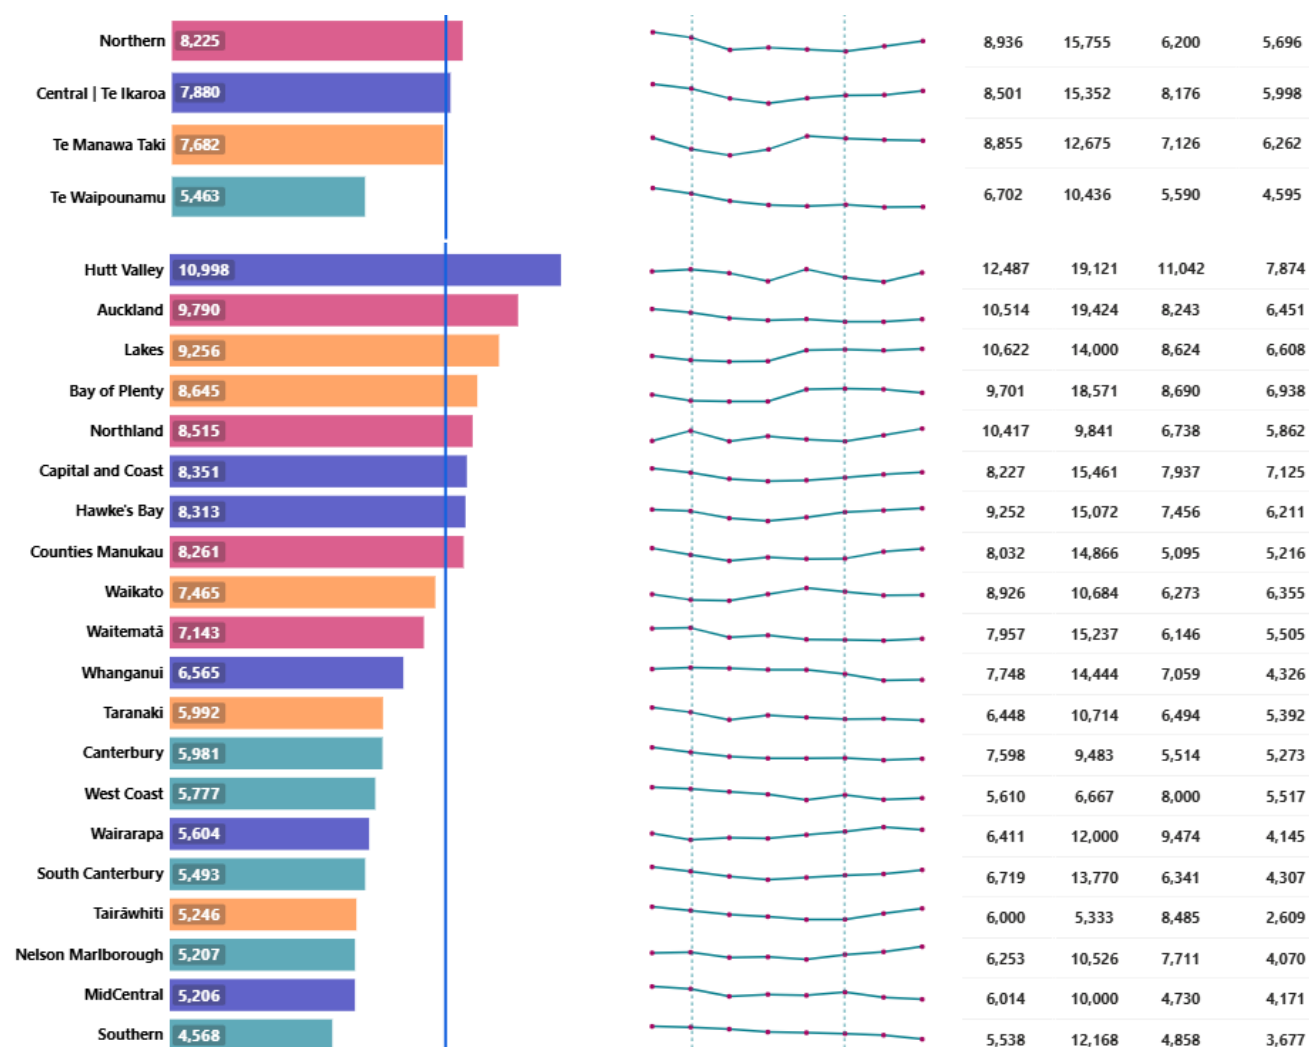 Northern 8,225 8,936 15,755 6,200 5,696
Central | Te Ikaroa 7,880 8,501 15,352 8,176 5,998
Te Manawa Taki 7,682 8,855 12,675 7,126 6,262
Te Waipounamu 5,463 6,702 10,436 5,590 4,595
Hutt Valley 10,998 12,487 19,121 11,042 7,874
Auckland 9,790 10,514 19,424 8,243 6,451
Lakes 9,256 10,622 14,000 8,624 6,608
Bay of Plenty 8,645 9,701 18,571 8,690 6,938
Northland 8,515 10,417 9,841 6,738 5,862
Capital and Coast 8,351 8,227 15,461 7,937 7,125
Hawke's Bay 8,313 9,252 15,072 7,456 6,211
Counties Manukau 8,261 8,032 14,866 5,095 5,216
Waikato 7,465 8,926 10,684 6,273 6,355
Waitematā 7,143 7,957 15,237 6,146 5,505
Whanganui 6,565 7,748 14,444 7,059 4,326
Taranaki 5,992 6,448 10,714 6,494 5,392
Canterbury 5,981 7,598 9,483 5,514 5,273
West Coast 5,777 5,610 6,667 8,000 5,517
Wairarapa 5,604 6,411 12,000 9,474 4,145
South Canterbury 5,493 6,719 13,770 6,341 4,307
Tairāwhiti 5,246 6,000 5,333 8,485 2,609
Nelson Marlborough 5,207 6,253 10,526 7,711 4,070
MidCentral 5,206 6,014 10,000 4,730 4,171
Southern 4,568 5,538 12,168 4,858 3,677